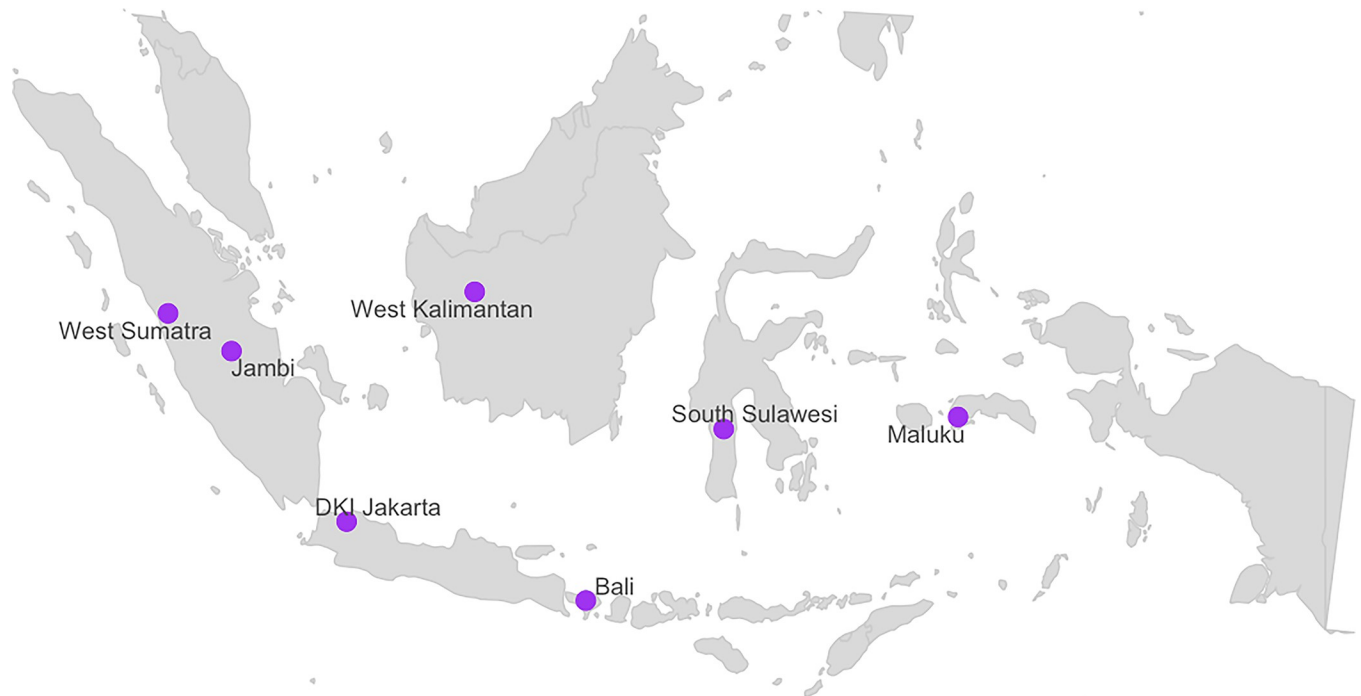 West Kalimantan
West Sumatra
Jambi
South Sulawesi
Maluku
DKI Jakarta
Bali